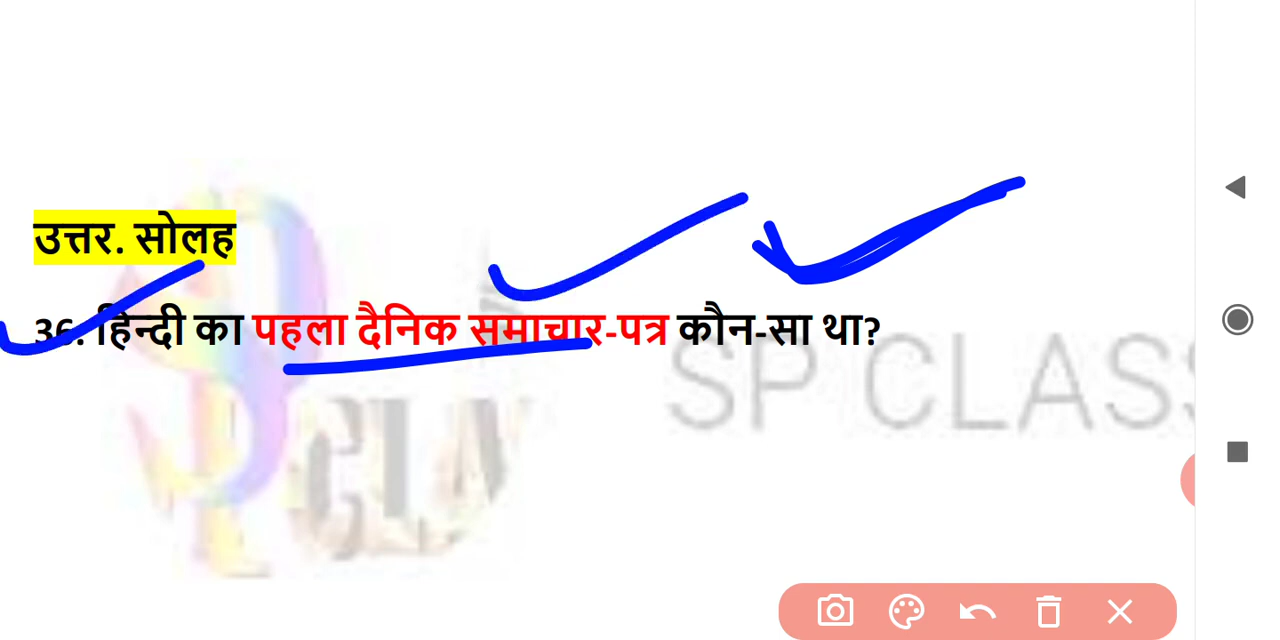 उत्तर. सोलह
36. हिन्दी का पहला दैनिक समाचार-पत्र कौन-सा था?
SP CLASS